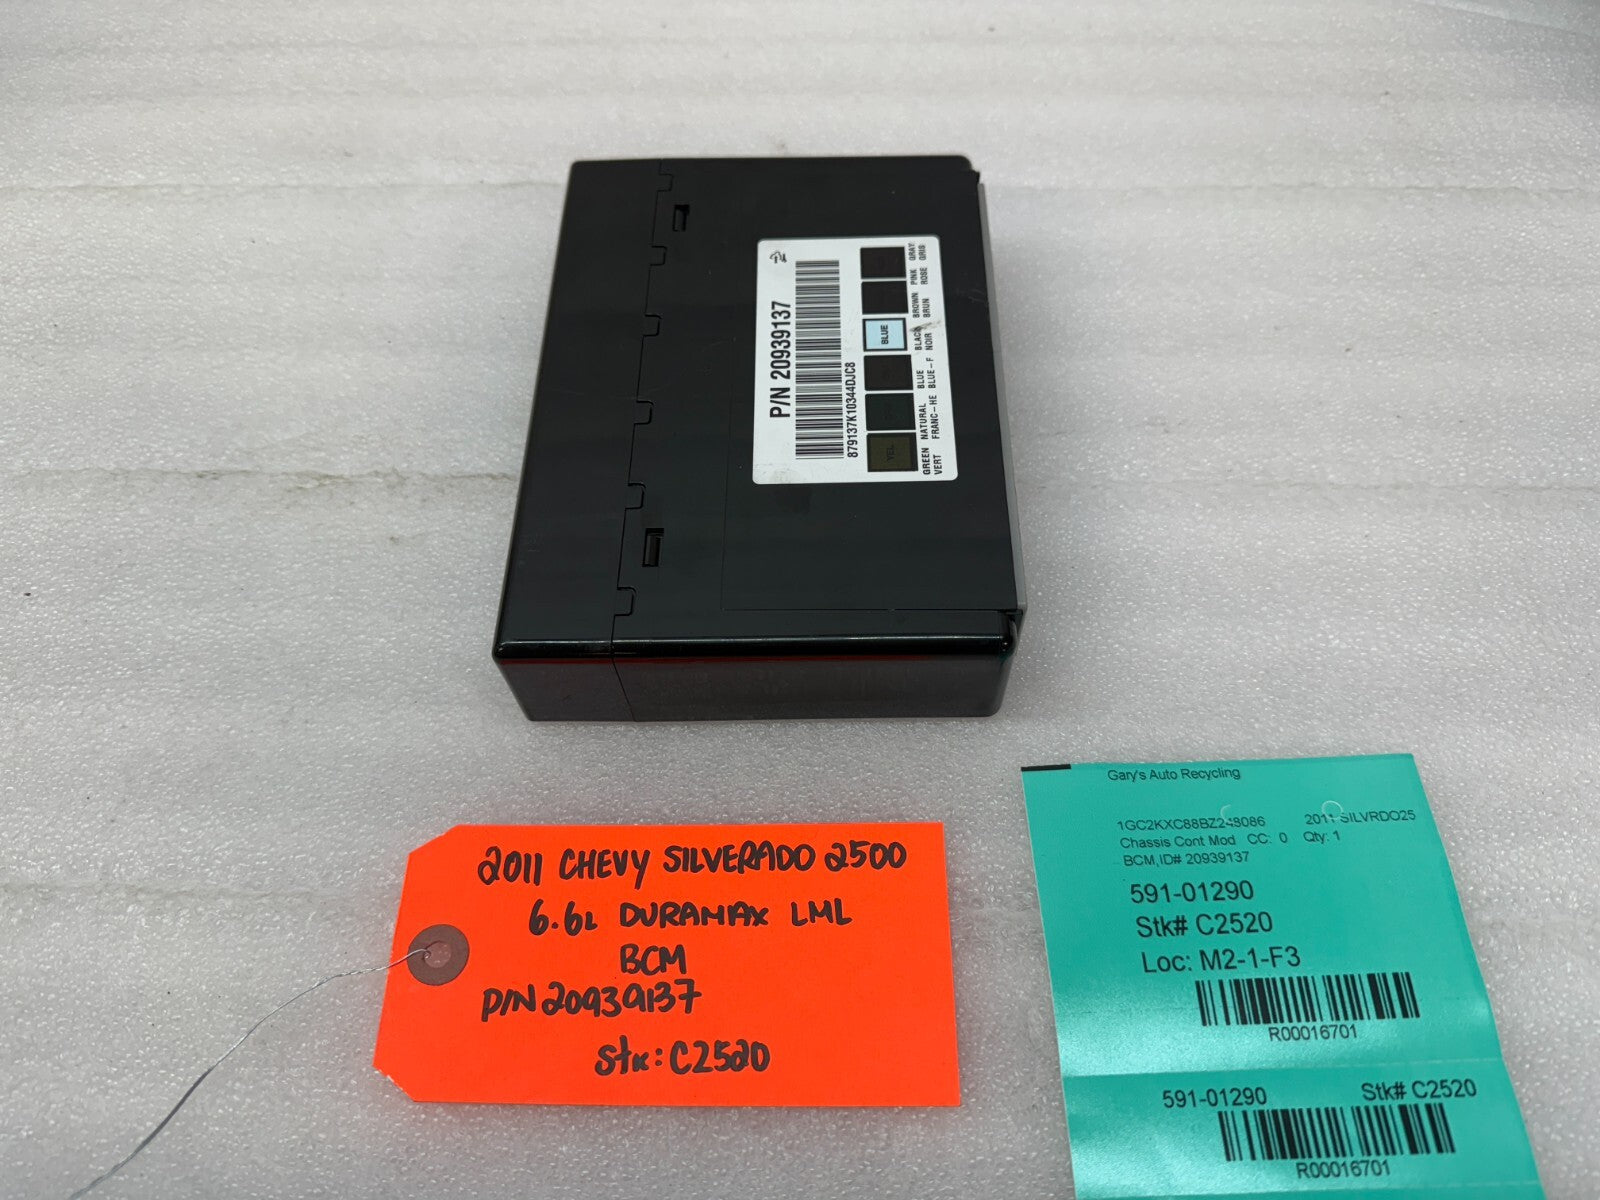 P/N 20939137
879137K10344DJC8
YEL
BLUE
GREEN NATURAL BLUE BLACK BROWN PINK GRAY
VERT FRANC-HE BLUE-F NOIR BRUN ROSE GRIS
2011 CHEVY SILVERADO 2500
6.6L DURAMAX LML
BCM
P/N 20939137
Stk: C2520
Gary's Auto Recycling
1GC2KXC88BZ248086 2011 SILVRDO25
Chassis Cont Mod CC: 0 Qty: 1
BCM,ID# 20939137
591-01290
Stk# C2520
Loc: M2-1-F3
R00016701
591-01290 Stk# C2520
R00016701